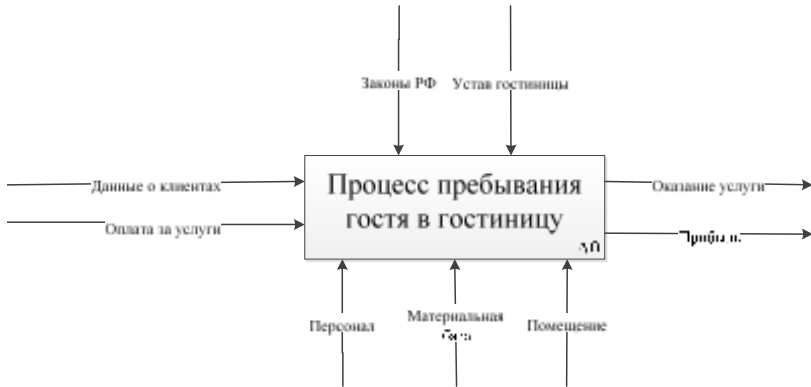 Законы РФ
Устав гостиницы
Данные о клиентах
Процесс пребывания
гостя в гостиницу
Оказание услуги
Оплата за услуги
Персонал
Материальная
Помещение